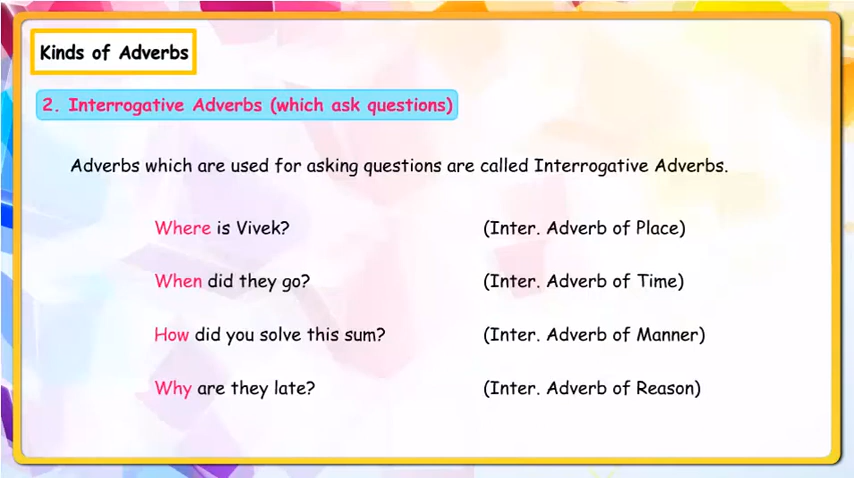 Kinds of Adverbs
2. Interrogative Adverbs (which ask questions)
Adverbs which are used for asking questions are called Interrogative Adverbs.
Where is Vivek? (Inter. Adverb of Place)
When did they go? (Inter. Adverb of Time)
How did you solve this sum? (Inter. Adverb of Manner)
Why are they late? (Inter. Adverb of Reason)